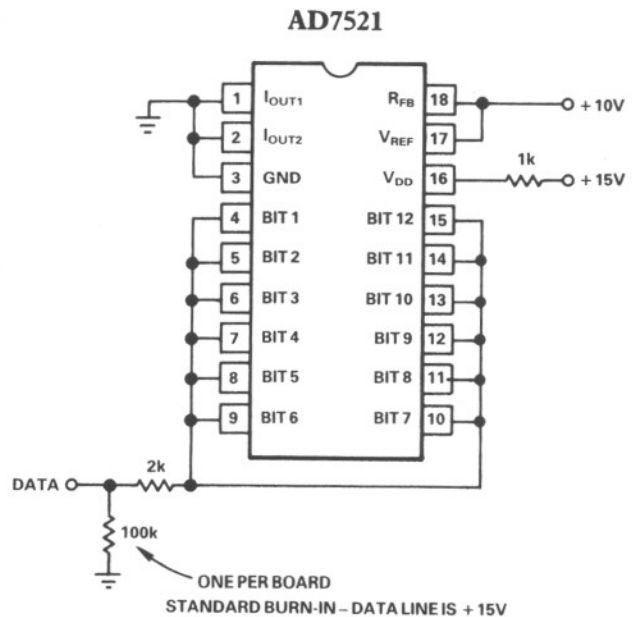 AD7521
1 IOUT1 RFB 18 +10V
2 IOUT2 VREF 17
1k
3 GND VDD 16 +15V
4 BIT 1 BIT 12 15
5 BIT 2 BIT 11 14
6 BIT 3 BIT 10 13
7 BIT 4 BIT 9 12
8 BIT 5 BIT 8 11
9 BIT 6 BIT 7 10
2k
DATA
100k
ONE PER BOARD
STANDARD BURN-IN – DATA LINE IS +15V